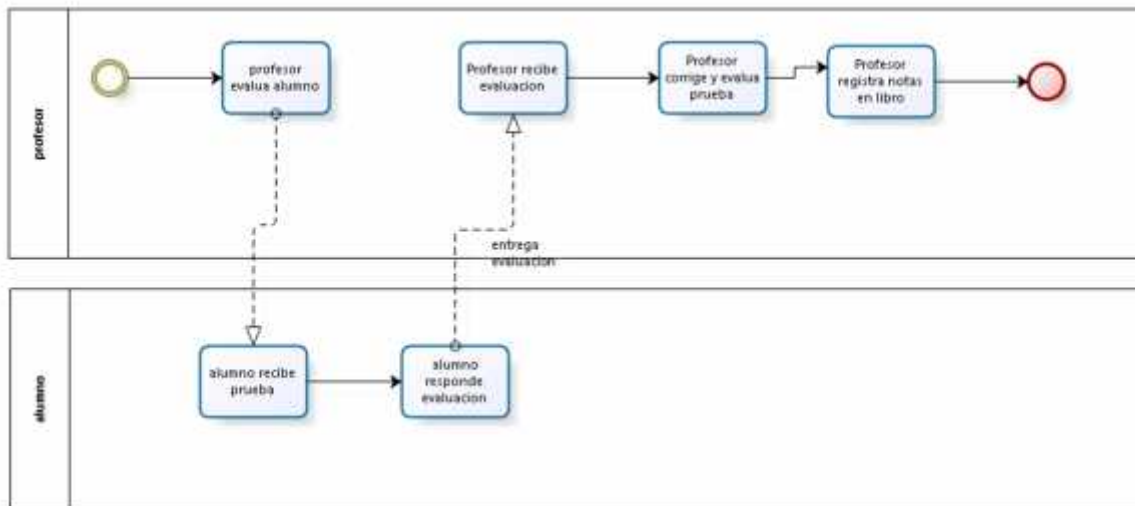 profesor
profesor
evalua alumno
Profesor recibe
evaluacion
Profesor
corrige y evalua
prueba
Profesor
registra notas
en libro
entrega
evaluacion
alumno
alumno recibe
prueba
alumno
responde
evaluacion